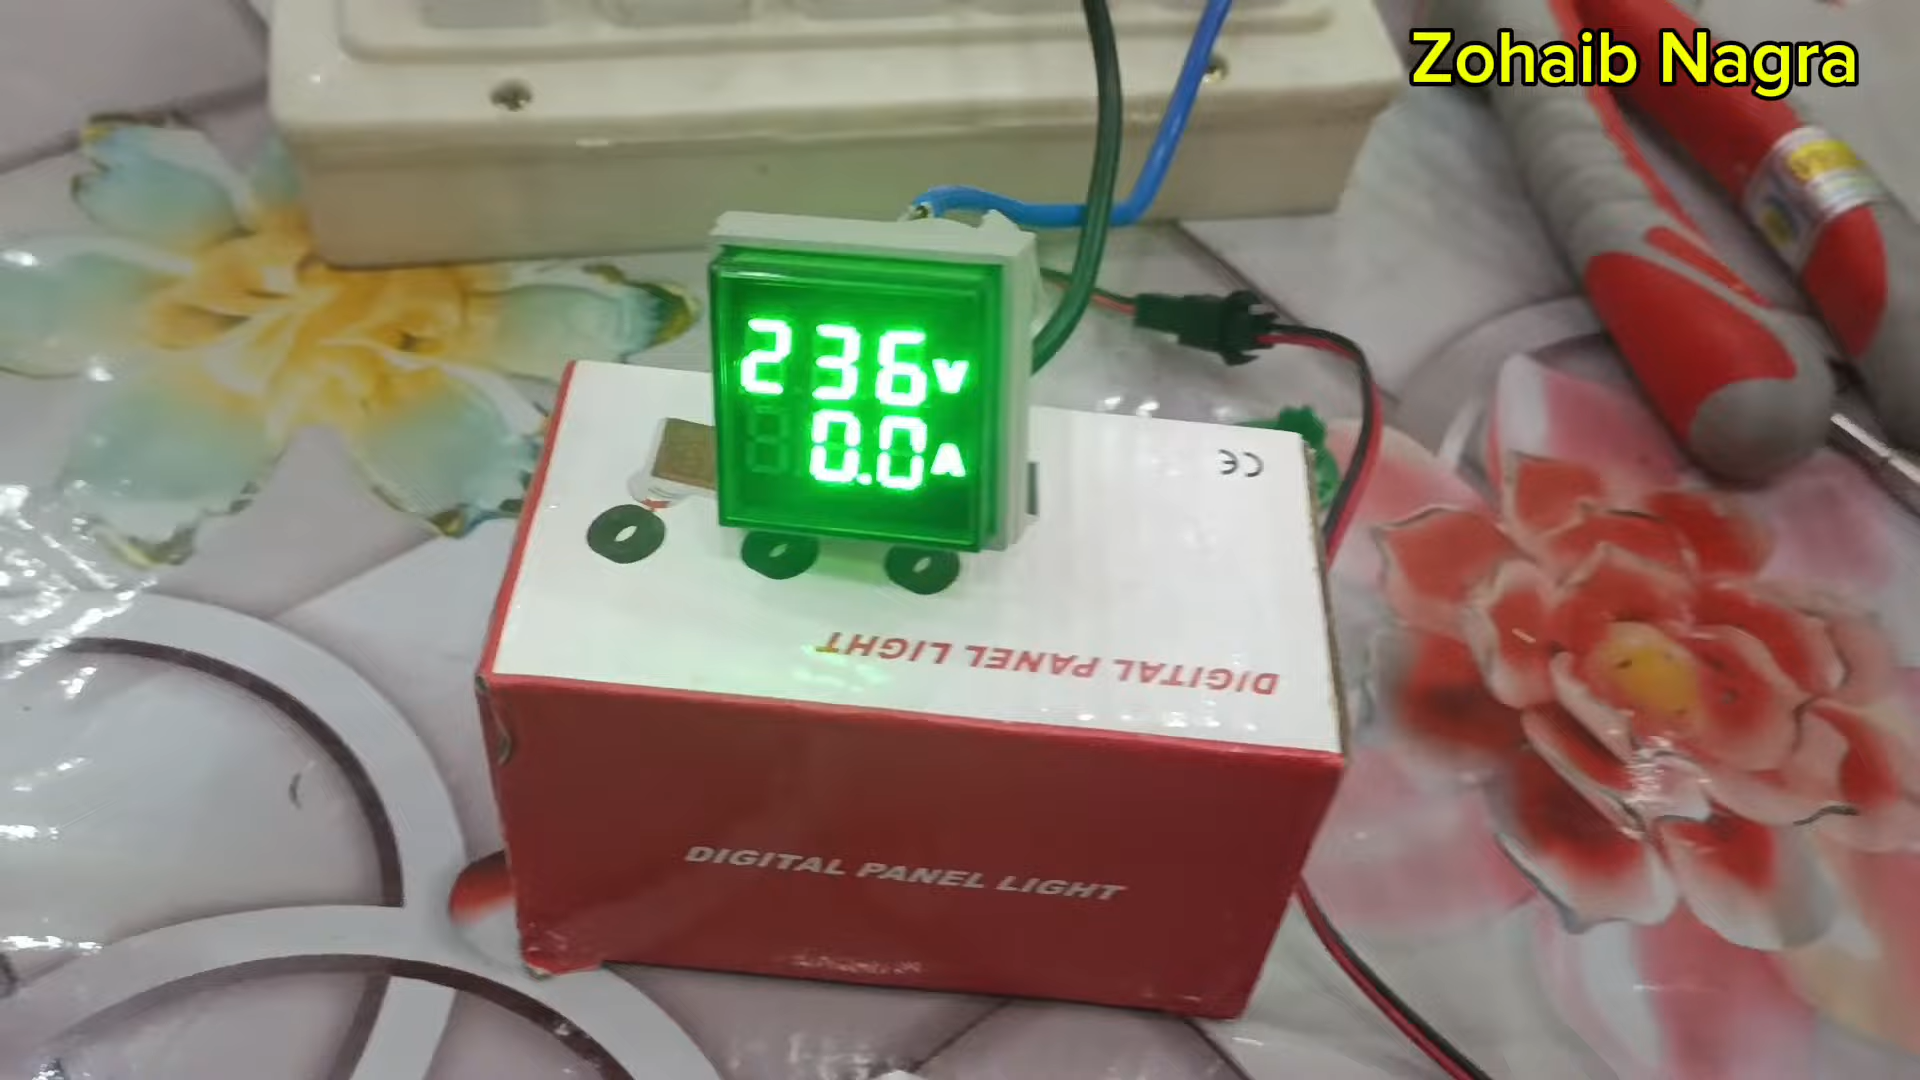 Zohaib Nagra
236V
0.0A
CE
DIGITAL PANEL LIGHT
DIGITAL PANEL LIGHT